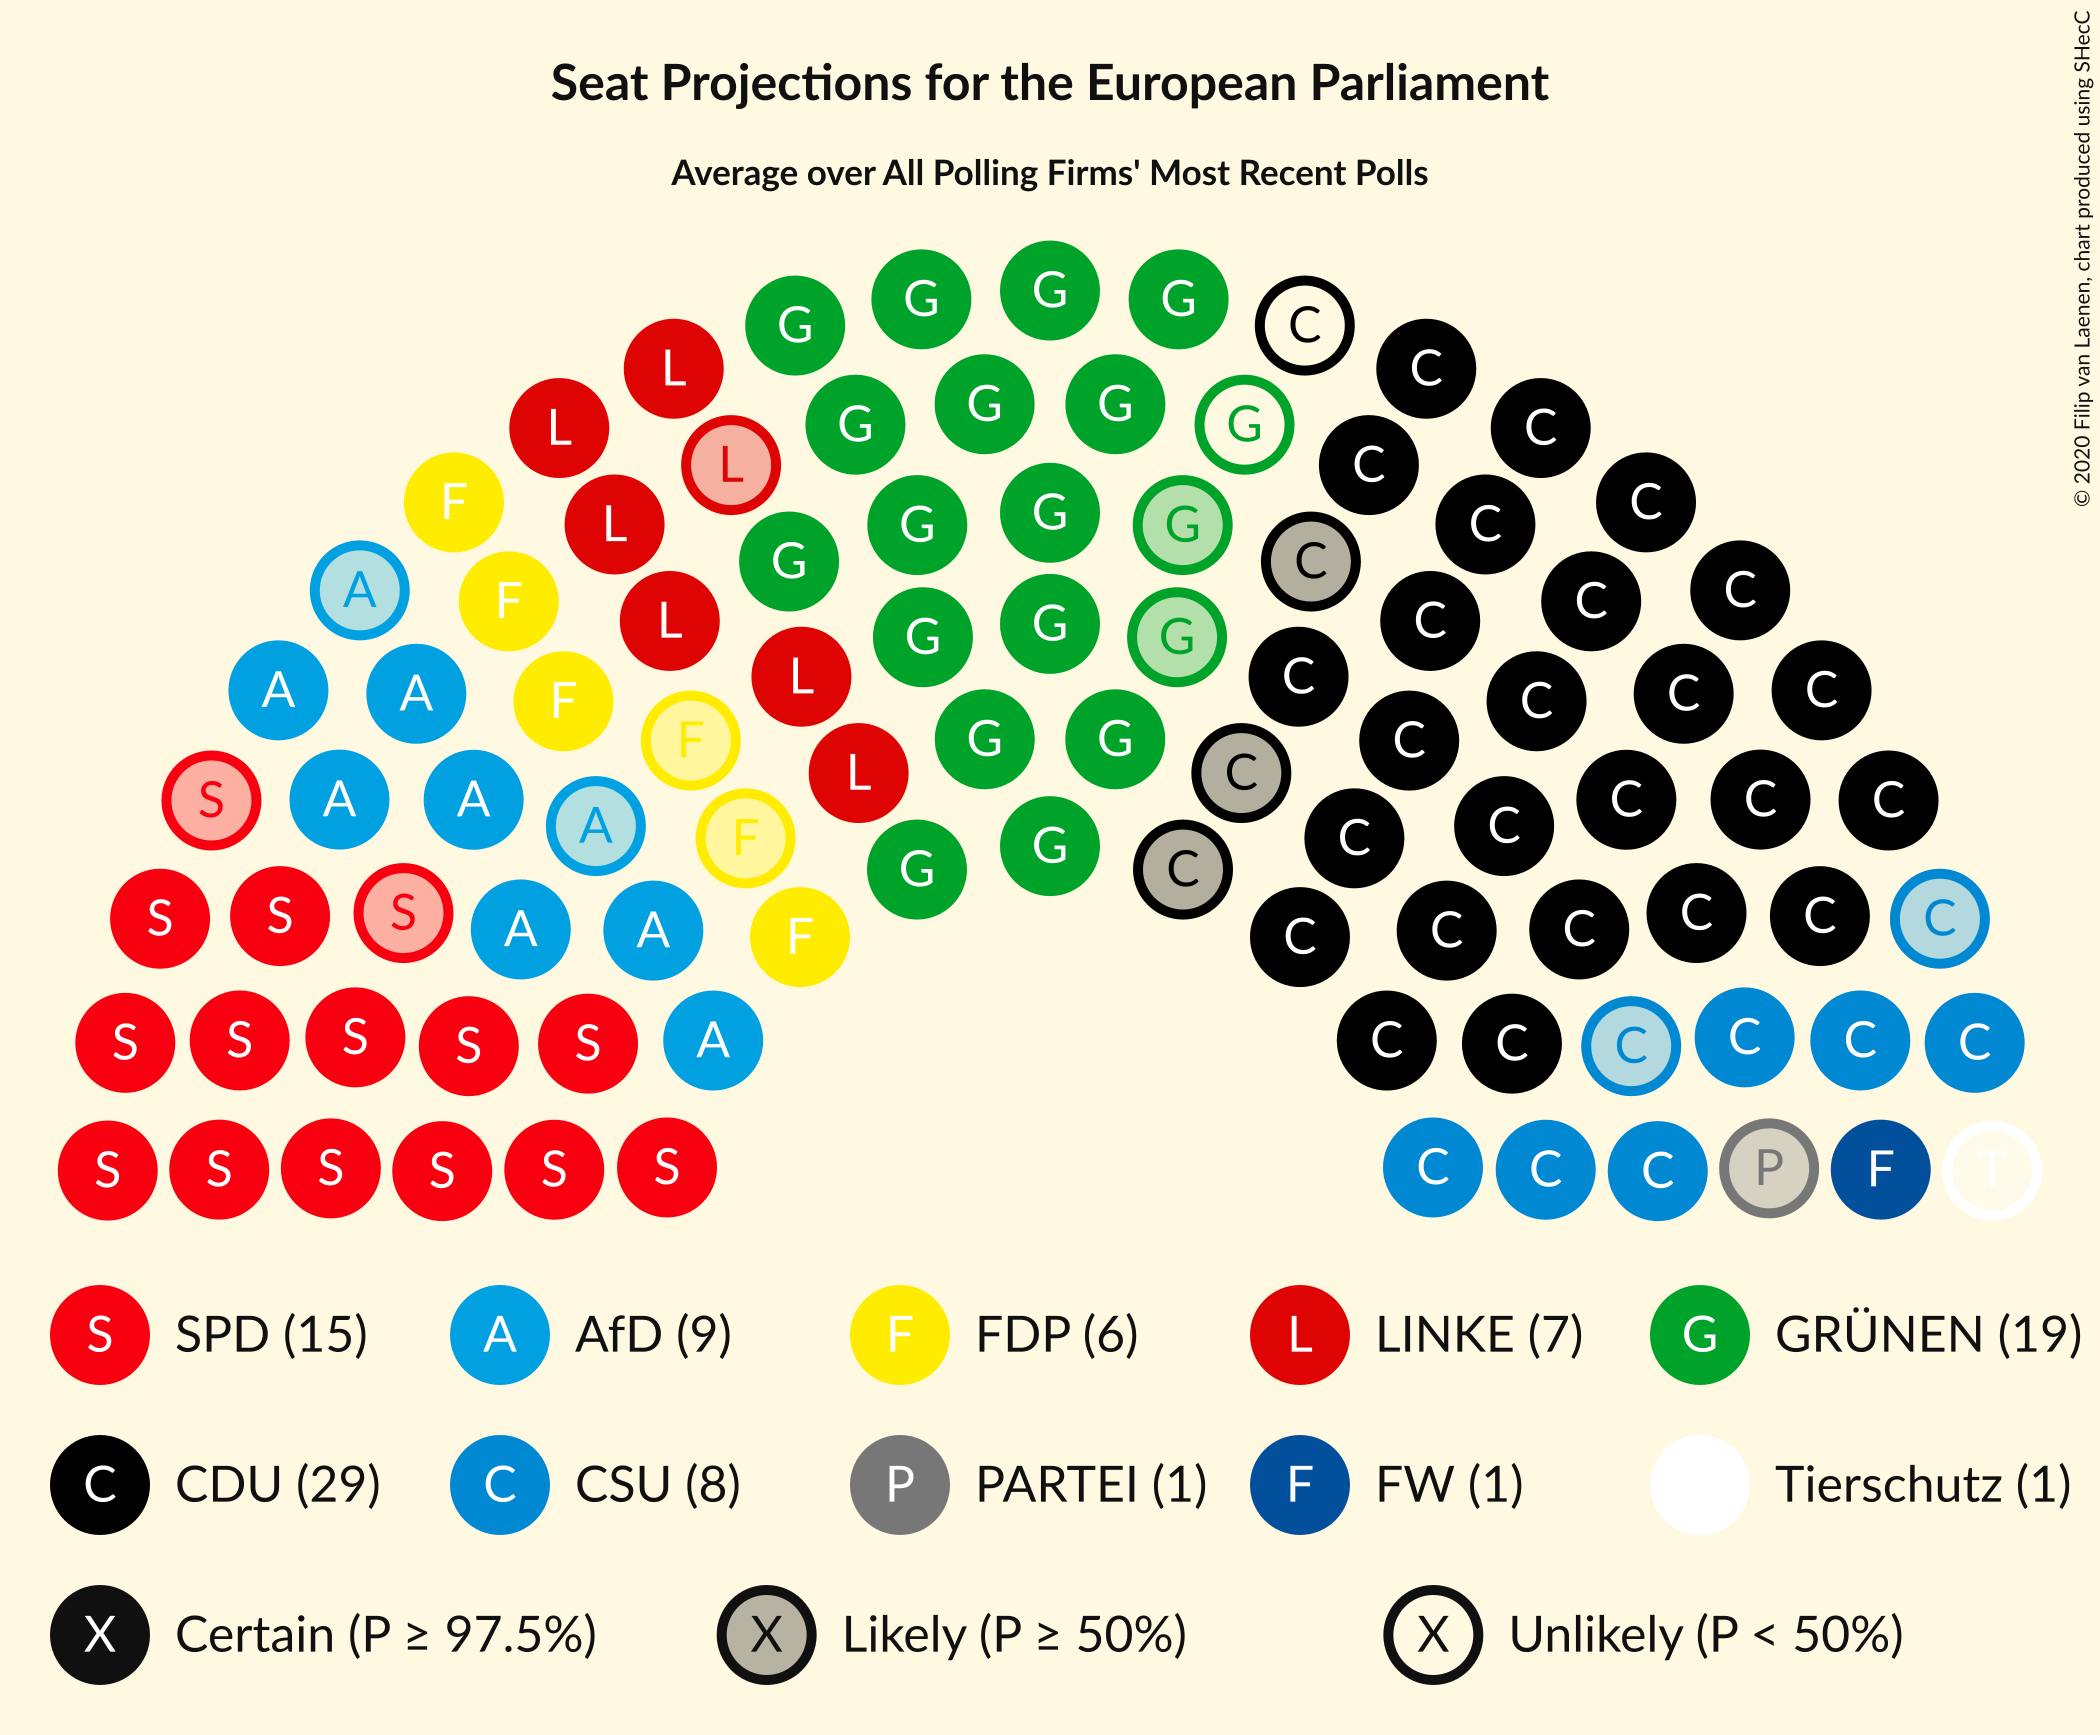 Seat Projections for the European Parliament
Average over All Polling Firms' Most Recent Polls
© 2020 Filip van Laenen, chart produced using SHecC
G G G G C
L G G G G C
L L G G G G C C
F L G G G C C C
A F L G G G C C C
A A F L G G C C C C
S A A A F L G G C C C C C C
S S S A A F G G C C C C C C C
S S S S S A C C C C C C
S S S S S S C C C P F T
S SPD (15) A AfD (9) F FDP (6) L LINKE (7) G GRÜNEN (19)
C CDU (29) C CSU (8) P PARTEI (1) F FW (1) Tierschutz (1)
X Certain (P ≥ 97.5%) X Likely (P ≥ 50%) X Unlikely (P < 50%)